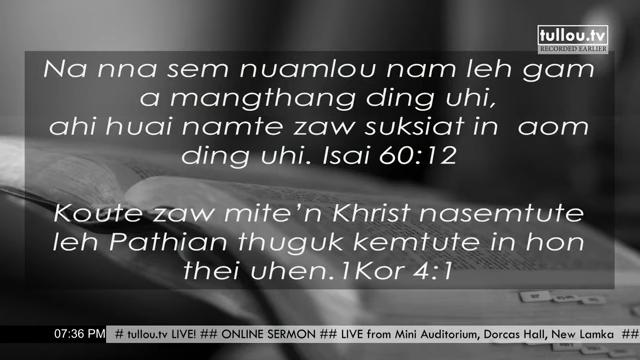 tullou.tv
RECORDED EARLIER
Na nna sem nuamlou nam leh gam
a mangthang ding uhi,
ahi huai namte zaw suksiat in aom
ding uhi. Isai 60:12
Koute zaw mite'n Khrist nasemtute
leh Pathian thuguk kemtute in hon
thei uhen.1Kor 4:1
07:36 PM # tullou.tv LIVE! ## ONLINE SERMON ## LIVE from Mini Auditorium, Dorcas Hall, New Lamka ##